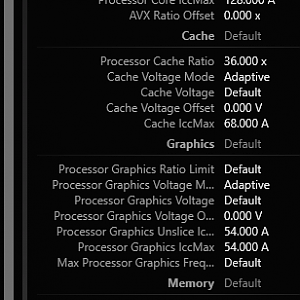 Processor Core IccMax 128.000 A
AVX Ratio Offset 0.000 x
Cache Default
Processor Cache Ratio 36.000 x
Cache Voltage Mode Adaptive
Cache Voltage Default
Cache Voltage Offset 0.000 V
Cache IccMax 68.000 A
Graphics Default
Processor Graphics Ratio Limit Default
Processor Graphics Voltage M... Adaptive
Processor Graphics Voltage Default
Processor Graphics Voltage O... 0.000 V
Processor Graphics Unslice Ic... 54.000 A
Processor Graphics IccMax 54.000 A
Max Processor Graphics Freq... Default
Memory Default